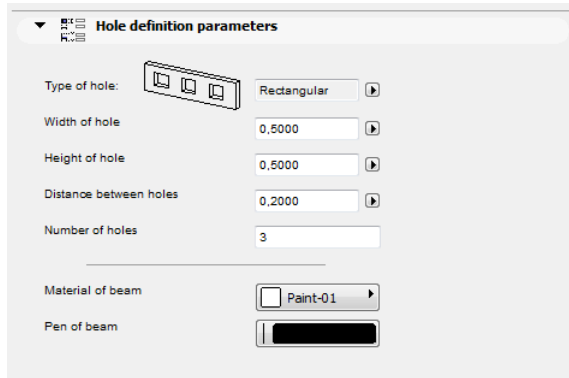 Hole definition parameters
Type of hole: Rectangular
Width of hole 0,5000
Height of hole 0,5000
Distance between holes 0,2000
Number of holes 3
Material of beam Paint-01
Pen of beam